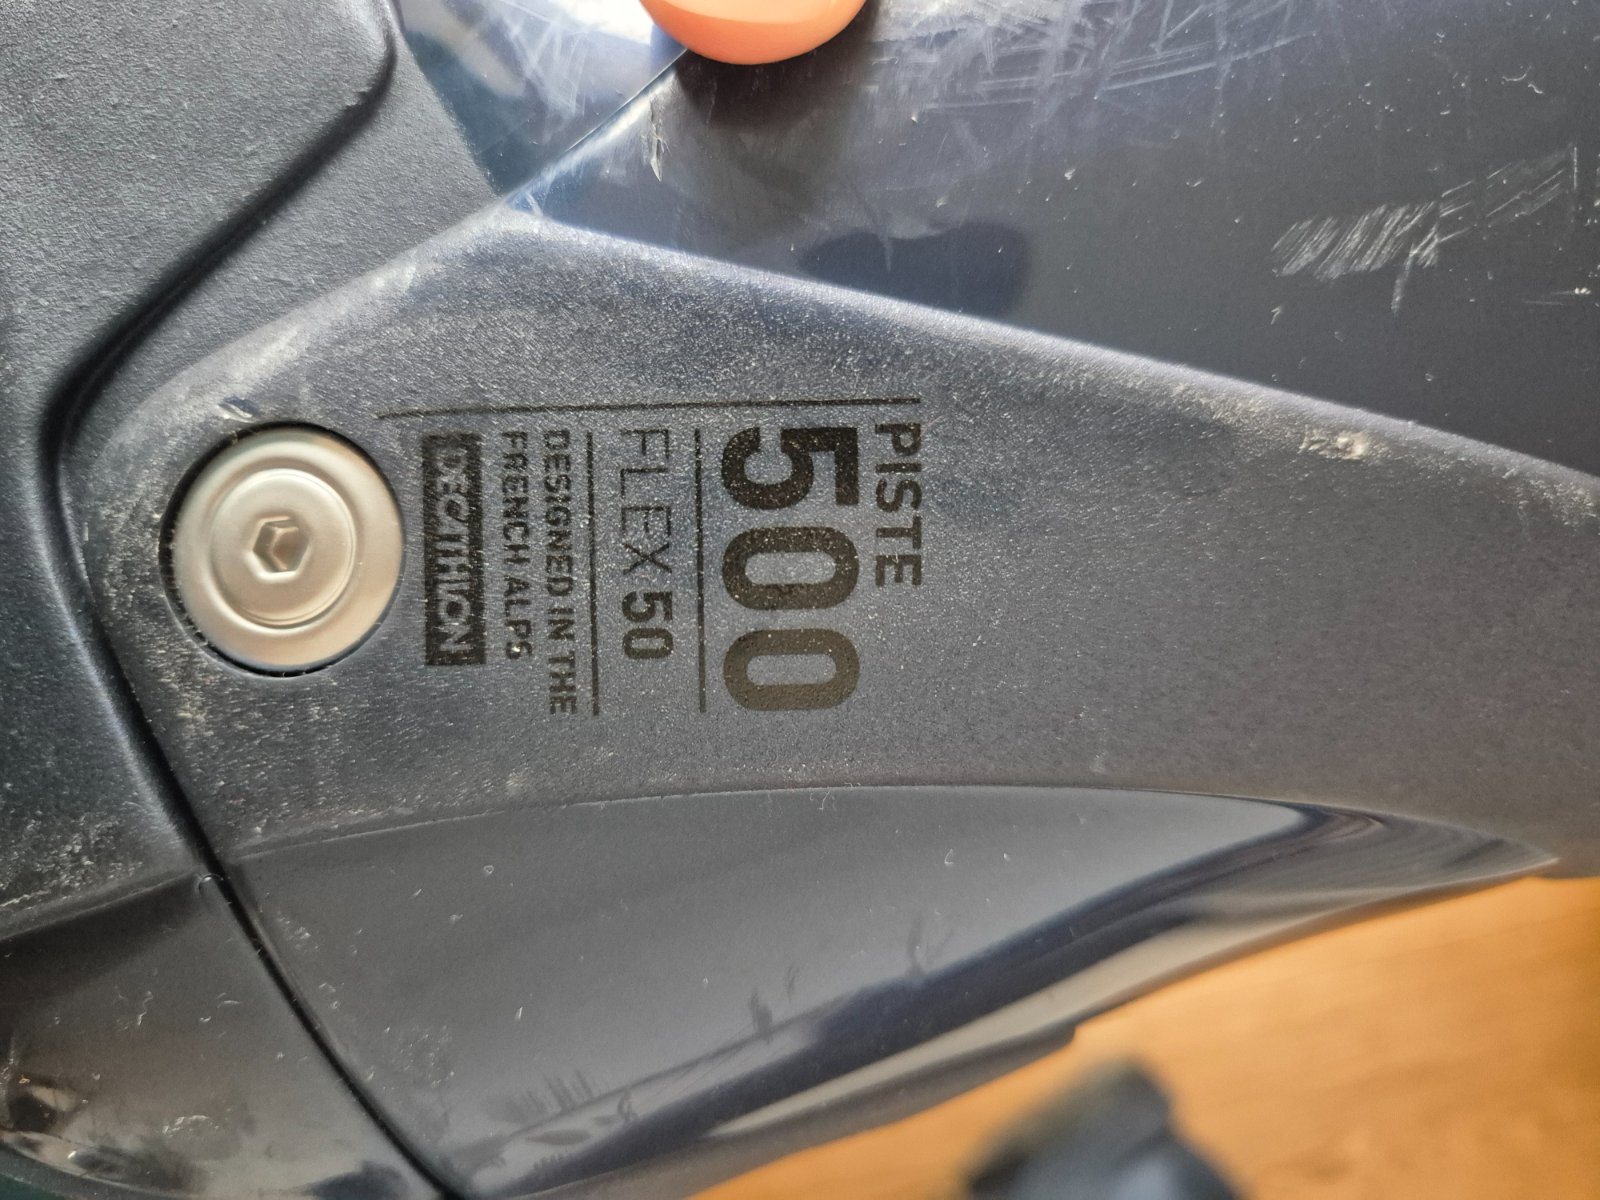 PISTE
500
FLEX 50
DESIGNED IN THE
FRENCH ALPS
DECATHLON